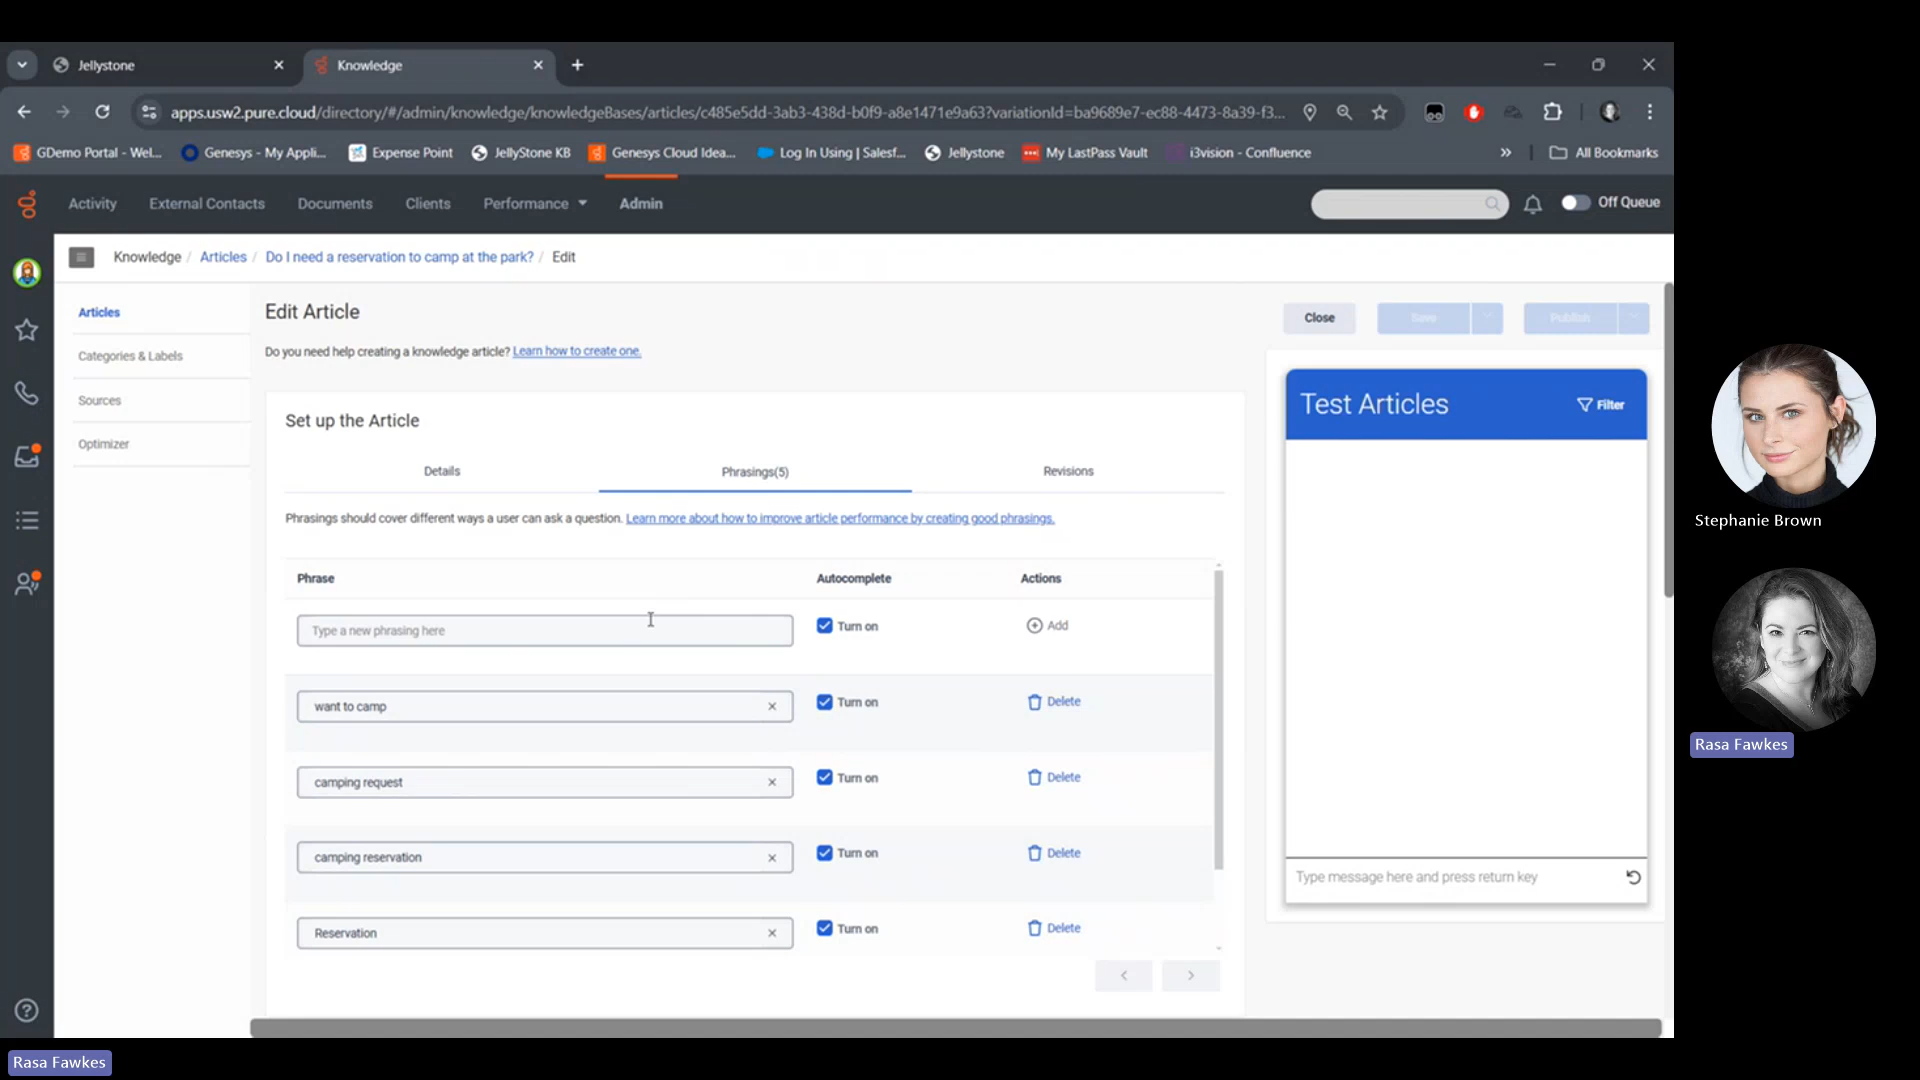 Jellystone
Knowledge
apps.usw2.pure.cloud/directory/#/admin/knowledge/knowledgeBases/articles/c485e5dd-3ab3-438d-b0f9-a8e1471e9a63?variationId=ba9689e7-ec88-4473-8a39-f3...
GDemo Portal - Wel...
Genesys - My Appli...
Expense Point
JellyStone KB
Genesys Cloud Idea...
Log In Using | Salesf...
Jellystone
My LastPass Vault
i3vision - Confluence
All Bookmarks
Activity
External Contacts
Documents
Clients
Performance
Admin
Off Queue
Knowledge / Articles / Do I need a reservation to camp at the park? / Edit
Articles
Categories & Labels
Sources
Optimizer
Edit Article
Close
Save
Publish
Do you need help creating a knowledge article? Learn how to create one.
Set up the Article
Details
Phrasings(5)
Revisions
Phrasings should cover different ways a user can ask a question. Learn more about how to improve article performance by creating good phrasings.
Phrase
Autocomplete
Actions
Type a new phrasing here
Turn on
Add
want to camp
Turn on
Delete
camping request
Turn on
Delete
camping reservation
Turn on
Delete
Reservation
Turn on
Delete
Test Articles
Filter
Type message here and press return key
Stephanie Brown
Rasa Fawkes
Rasa Fawkes